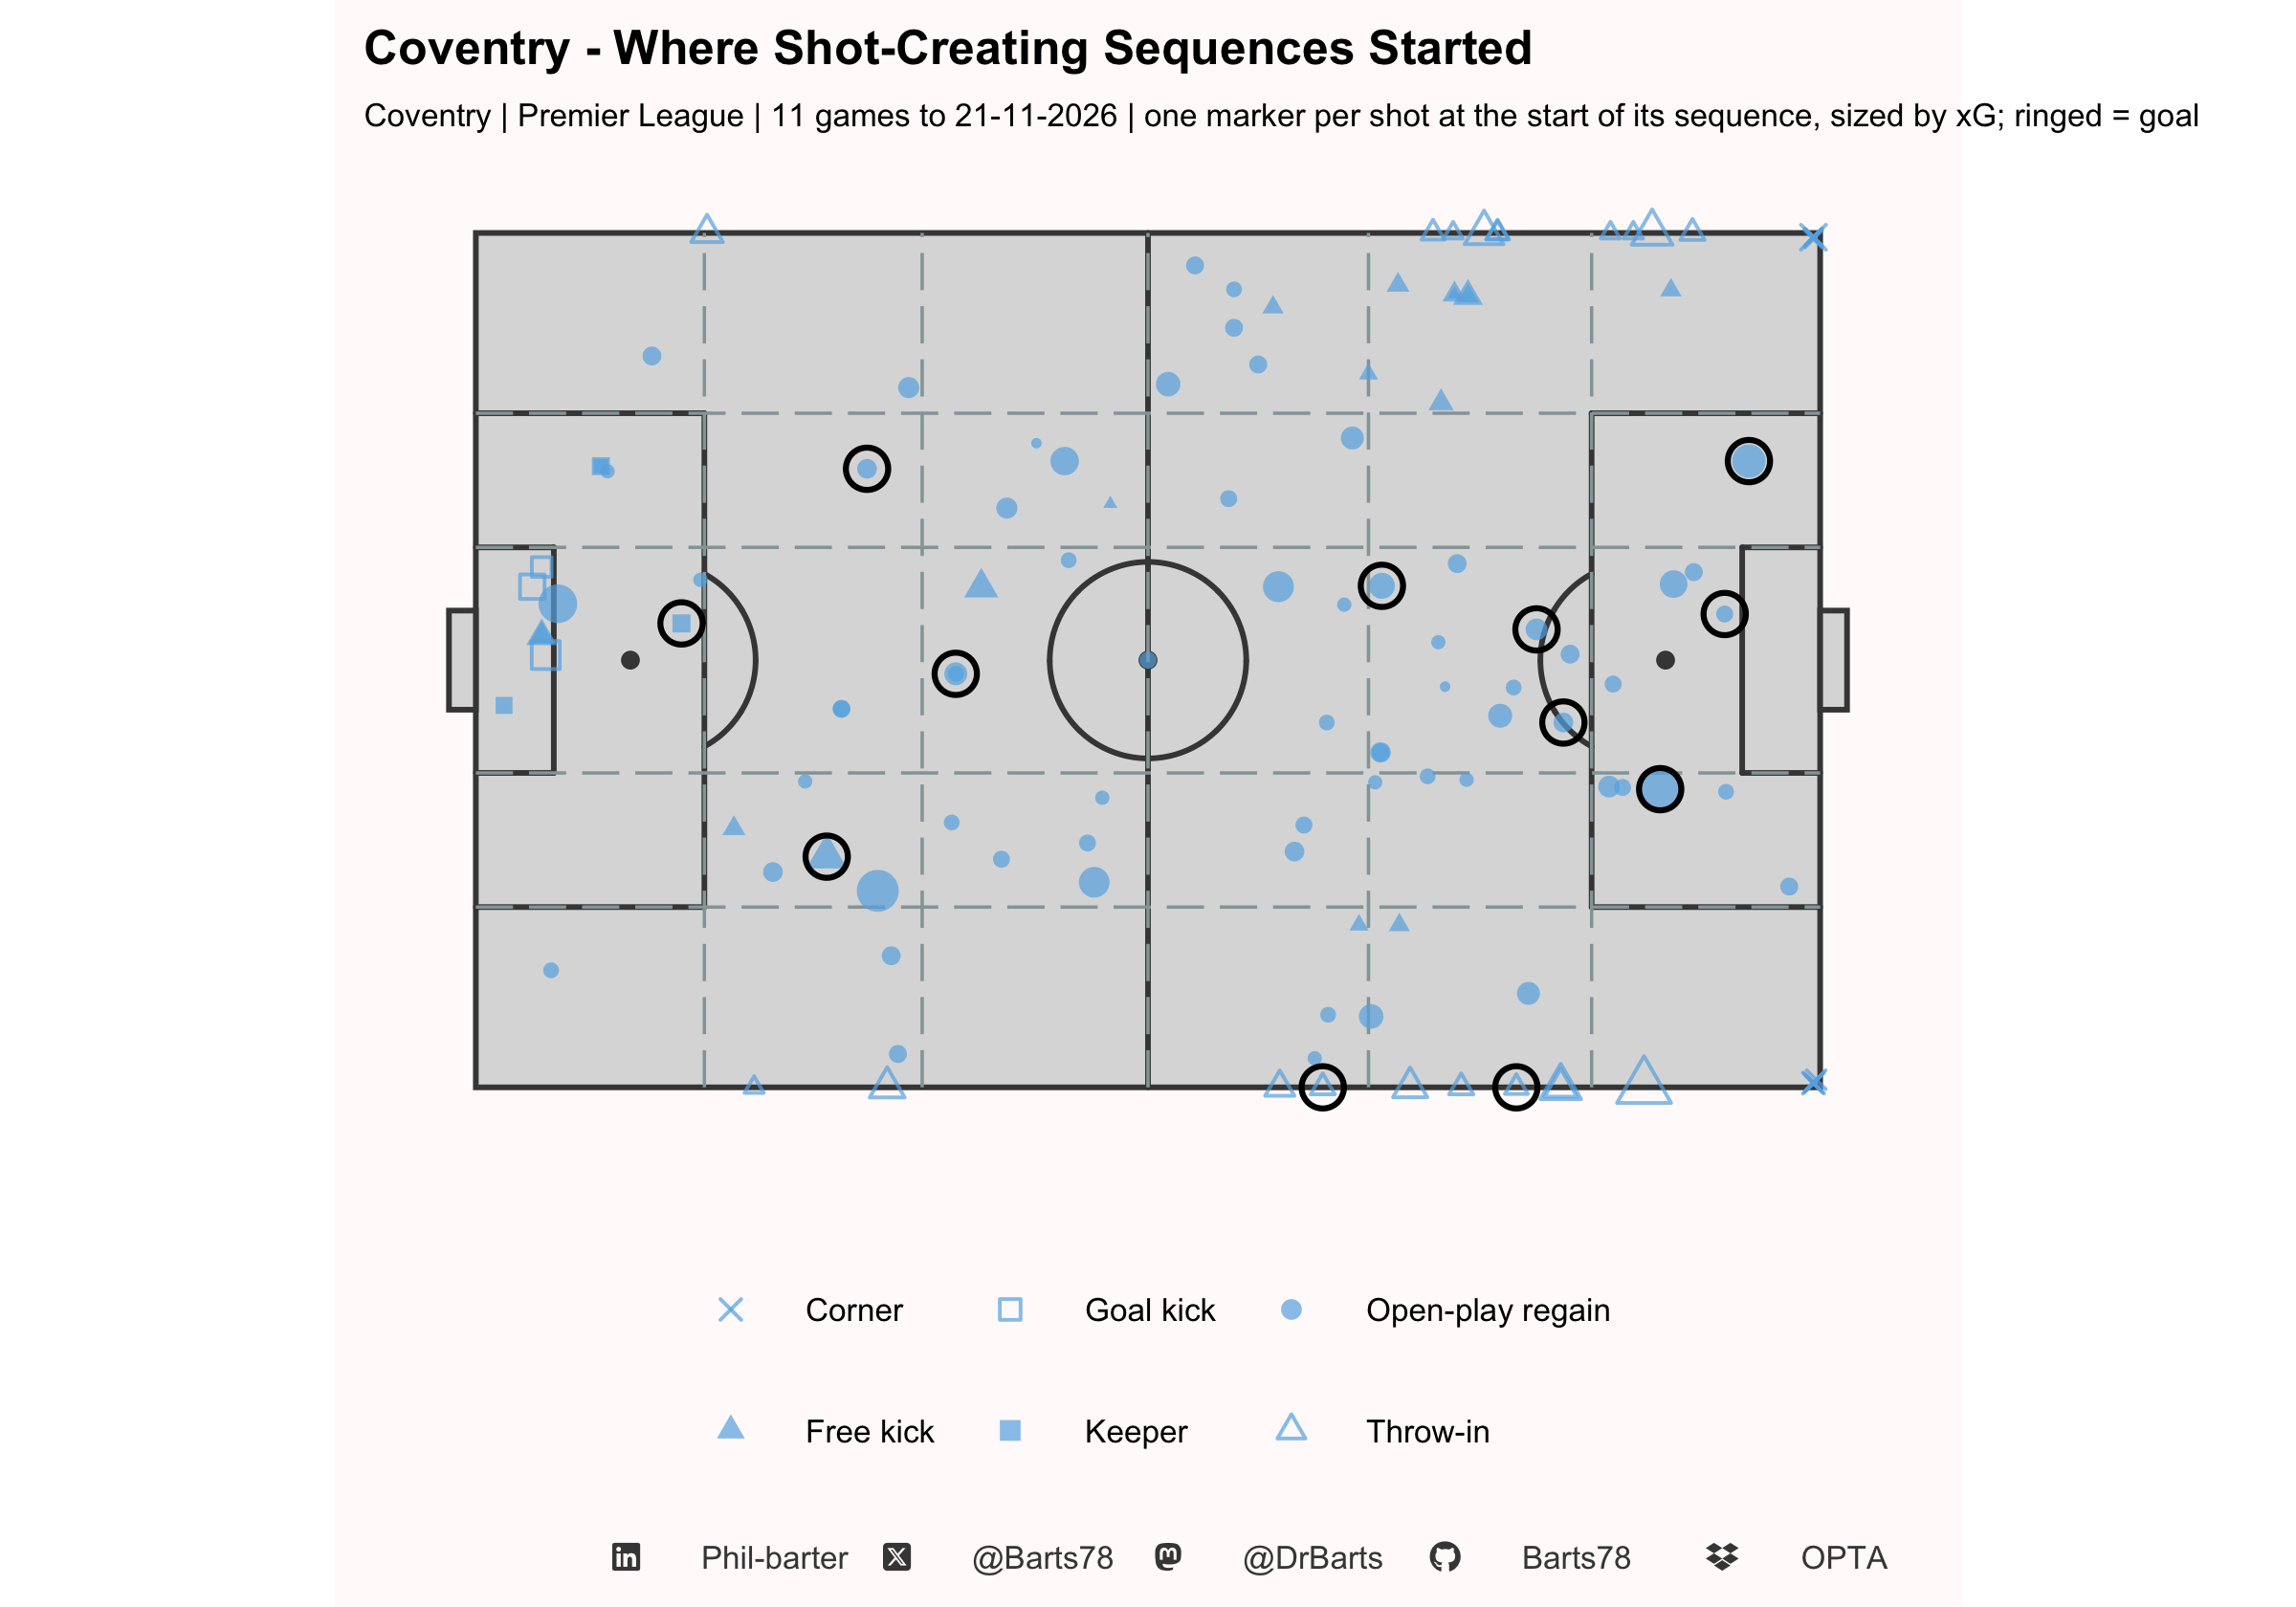 Coventry - Where Shot-Creating Sequences Started
Coventry | Premier League | 11 games to 21-11-2026 | one marker per shot at the start of its sequence, sized by xG; ringed = goal
Corner Goal kick Open-play regain
Free kick Keeper Throw-in
Phil-barter @Barts78 @DrBarts Barts78 OPTA